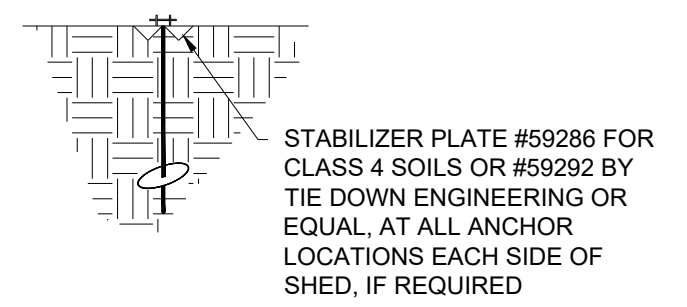 STABILIZER PLATE #59286 FOR
CLASS 4 SOILS OR #59292 BY
TIE DOWN ENGINEERING OR
EQUAL, AT ALL ANCHOR
LOCATIONS EACH SIDE OF
SHED, IF REQUIRED